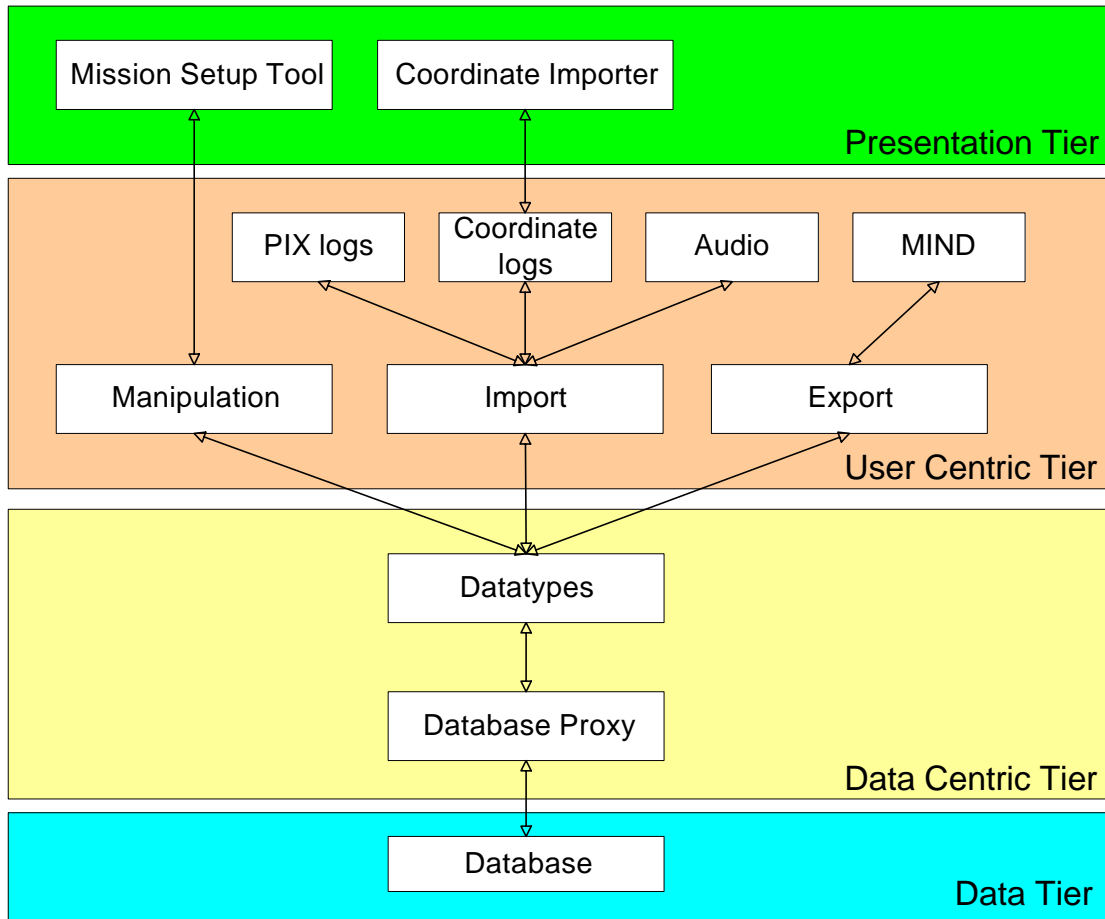 Mission Setup Tool
Coordinate Importer
Presentation Tier
PIX logs
Coordinate
logs
Audio
MIND
Manipulation
Import
Export
User Centric Tier
Datatypes
Database Proxy
Data Centric Tier
Database
Data Tier